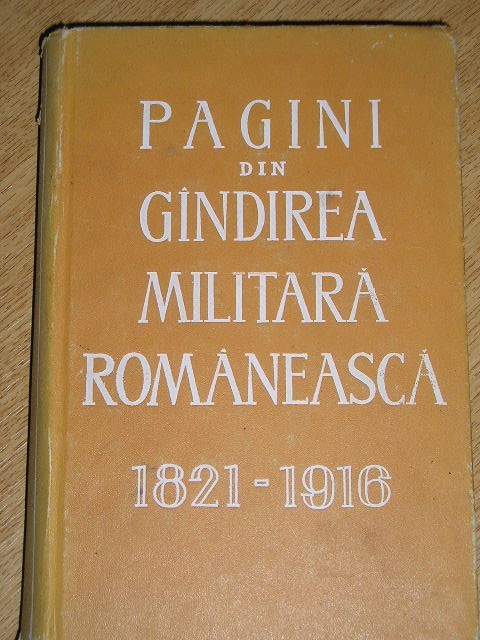 PAGINI
DIN
GÎNDIREA
MILITARĂ
ROMÂNEASCĂ
1821-1916